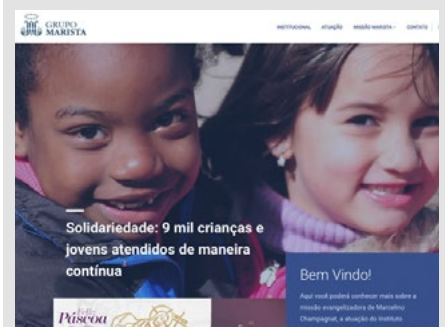 GRUPO
MARISTA
INSTITUCIONAL ATUAÇÃO MISSÃO MARISTA CONTATO
Solidariedade: 9 mil crianças e
jovens atendidos de maneira
contínua
Bem Vindo!
Aqui você poderá conhecer mais sobre a
missão evangelizadora de Marcelino
Champagnat, a atuação do Instituto
Feliz
Páscoa